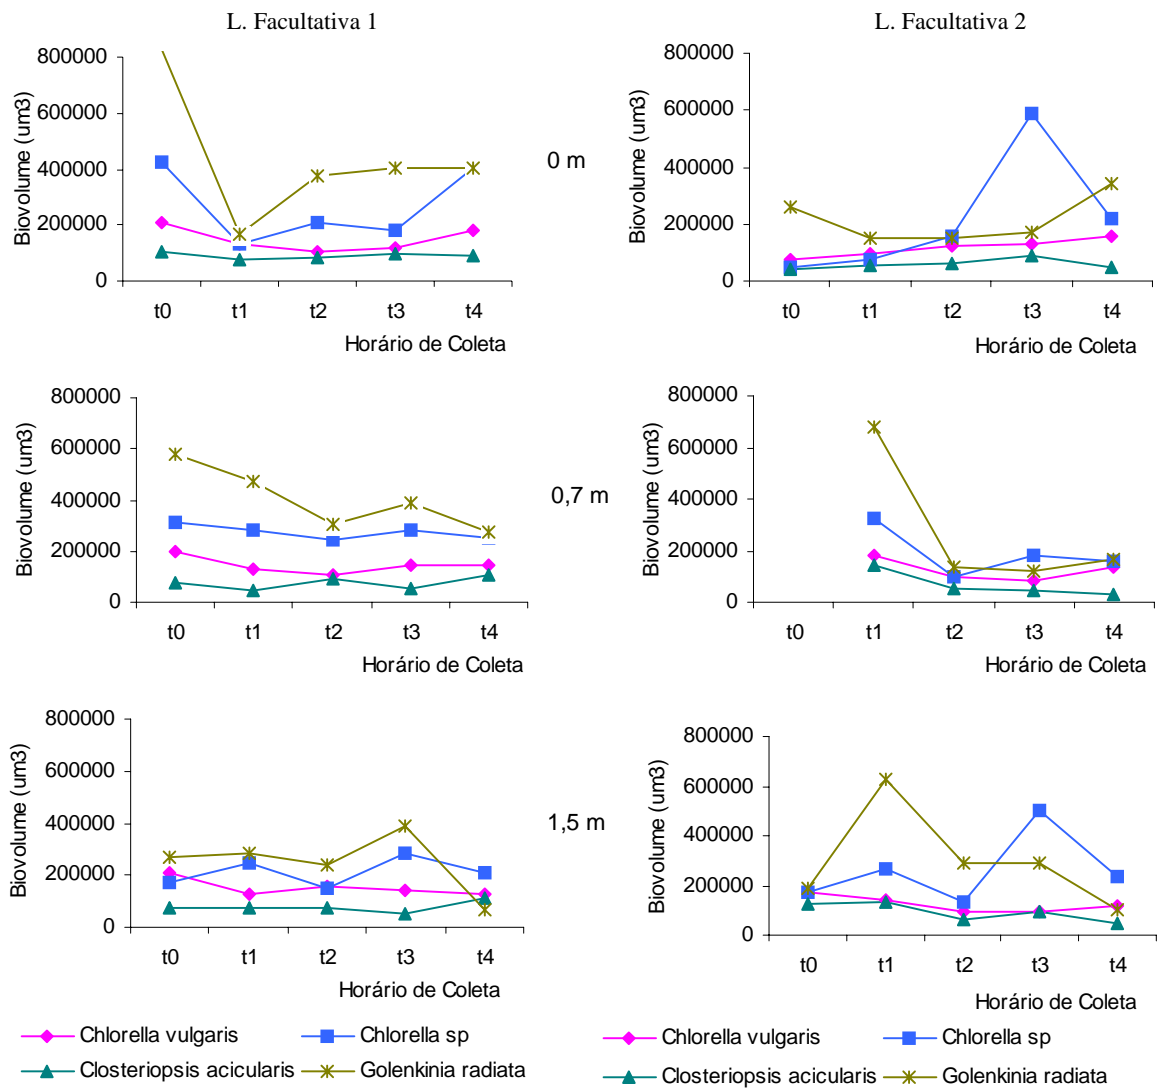 L. Facultativa 1
L. Facultativa 2
Biovolume (um3)
800000
600000
400000
200000
0
t0 t1 t2 t3 t4
Horário de Coleta
0 m
Biovolume (um3)
800000
600000
400000
200000
0
t0 t1 t2 t3 t4
Horário de Coleta
Biovolume (um3)
800000
600000
400000
200000
0
t0 t1 t2 t3 t4
Horário de Coleta
0,7 m
Biovolume (um3)
800000
600000
400000
200000
0
t0 t1 t2 t3 t4
Horário de Coleta
Biovolume (um3)
800000
600000
400000
200000
0
t0 t1 t2 t3 t4
Horário de Coleta
1,5 m
Biovolume (um3)
800000
600000
400000
200000
0
t0 t1 t2 t3 t4
Horário de Coleta
Chlorella vulgaris Chlorella sp
Closteriopsis acicularis Golenkinia radiata
Chlorella vulgaris Chlorella sp
Closteriopsis acicularis Golenkinia radiata